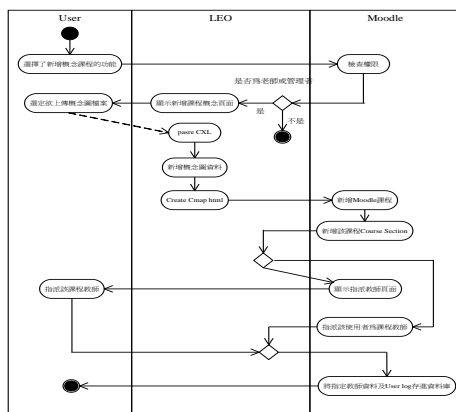 User
LEO
Moodle
選擇了新增概念課程的功能
檢查權限
是否為老師或管理者
選定欲上傳概念圖檔案
顯示新增課程概念頁面
是
不是
paste CXL
新增概念圖資料
Create Cmap html
新增Moodle課程
新增該課程Course Section
指派該課程教師
顯示指派教師頁面
指派該使用者為課程教師
將指定教師資料及User log存進資料庫